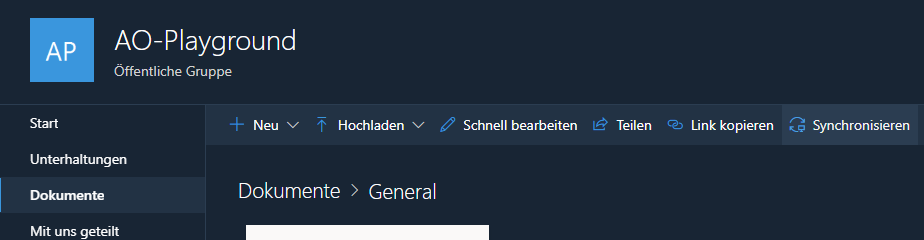 AP
AO-Playground
Öffentliche Gruppe
Start
Unterhaltungen
Dokumente
Mit uns geteilt
Neu Hochladen Schnell bearbeiten Teilen Link kopieren Synchronisieren
Dokumente > General